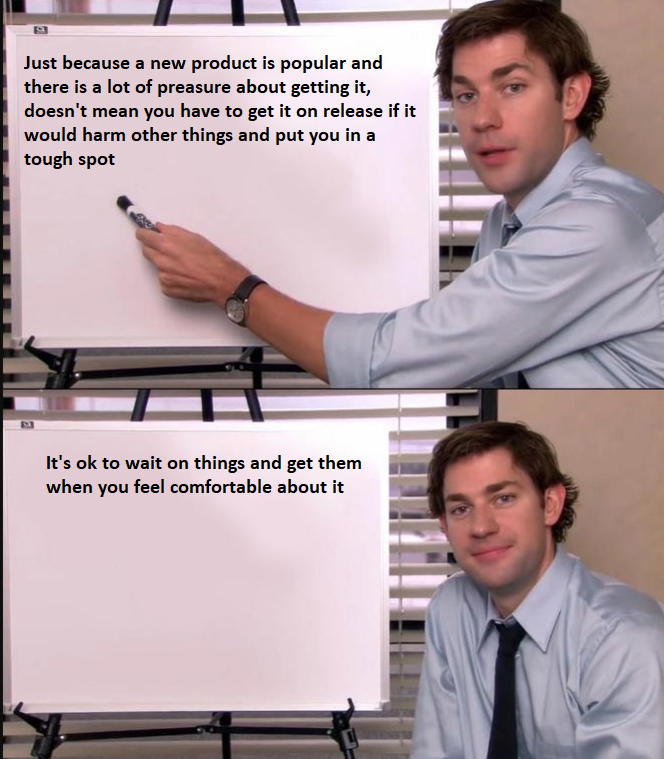 Just because a new product is popular and
there is a lot of preasure about getting it,
doesn't mean you have to get it on release if it
would harm other things and put you in a
tough spot
It's ok to wait on things and get them
when you feel comfortable about it